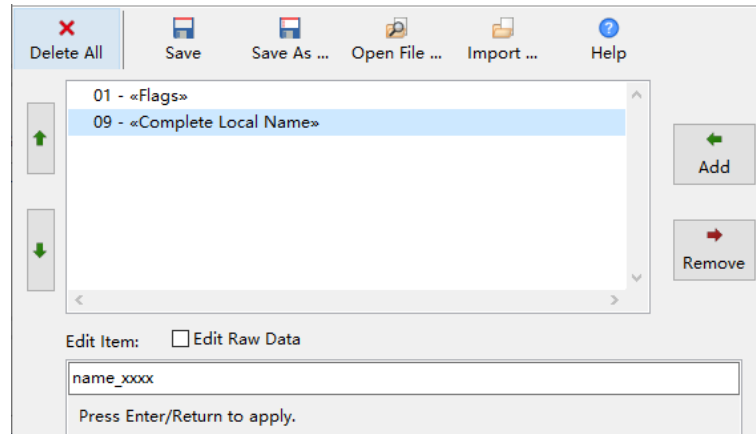 Delete All Save Save As ... Open File ... Import ... Help
01 - «Flags»
09 - «Complete Local Name»
Add
Remove
Edit Item: Edit Raw Data
name_xxxx
Press Enter/Return to apply.